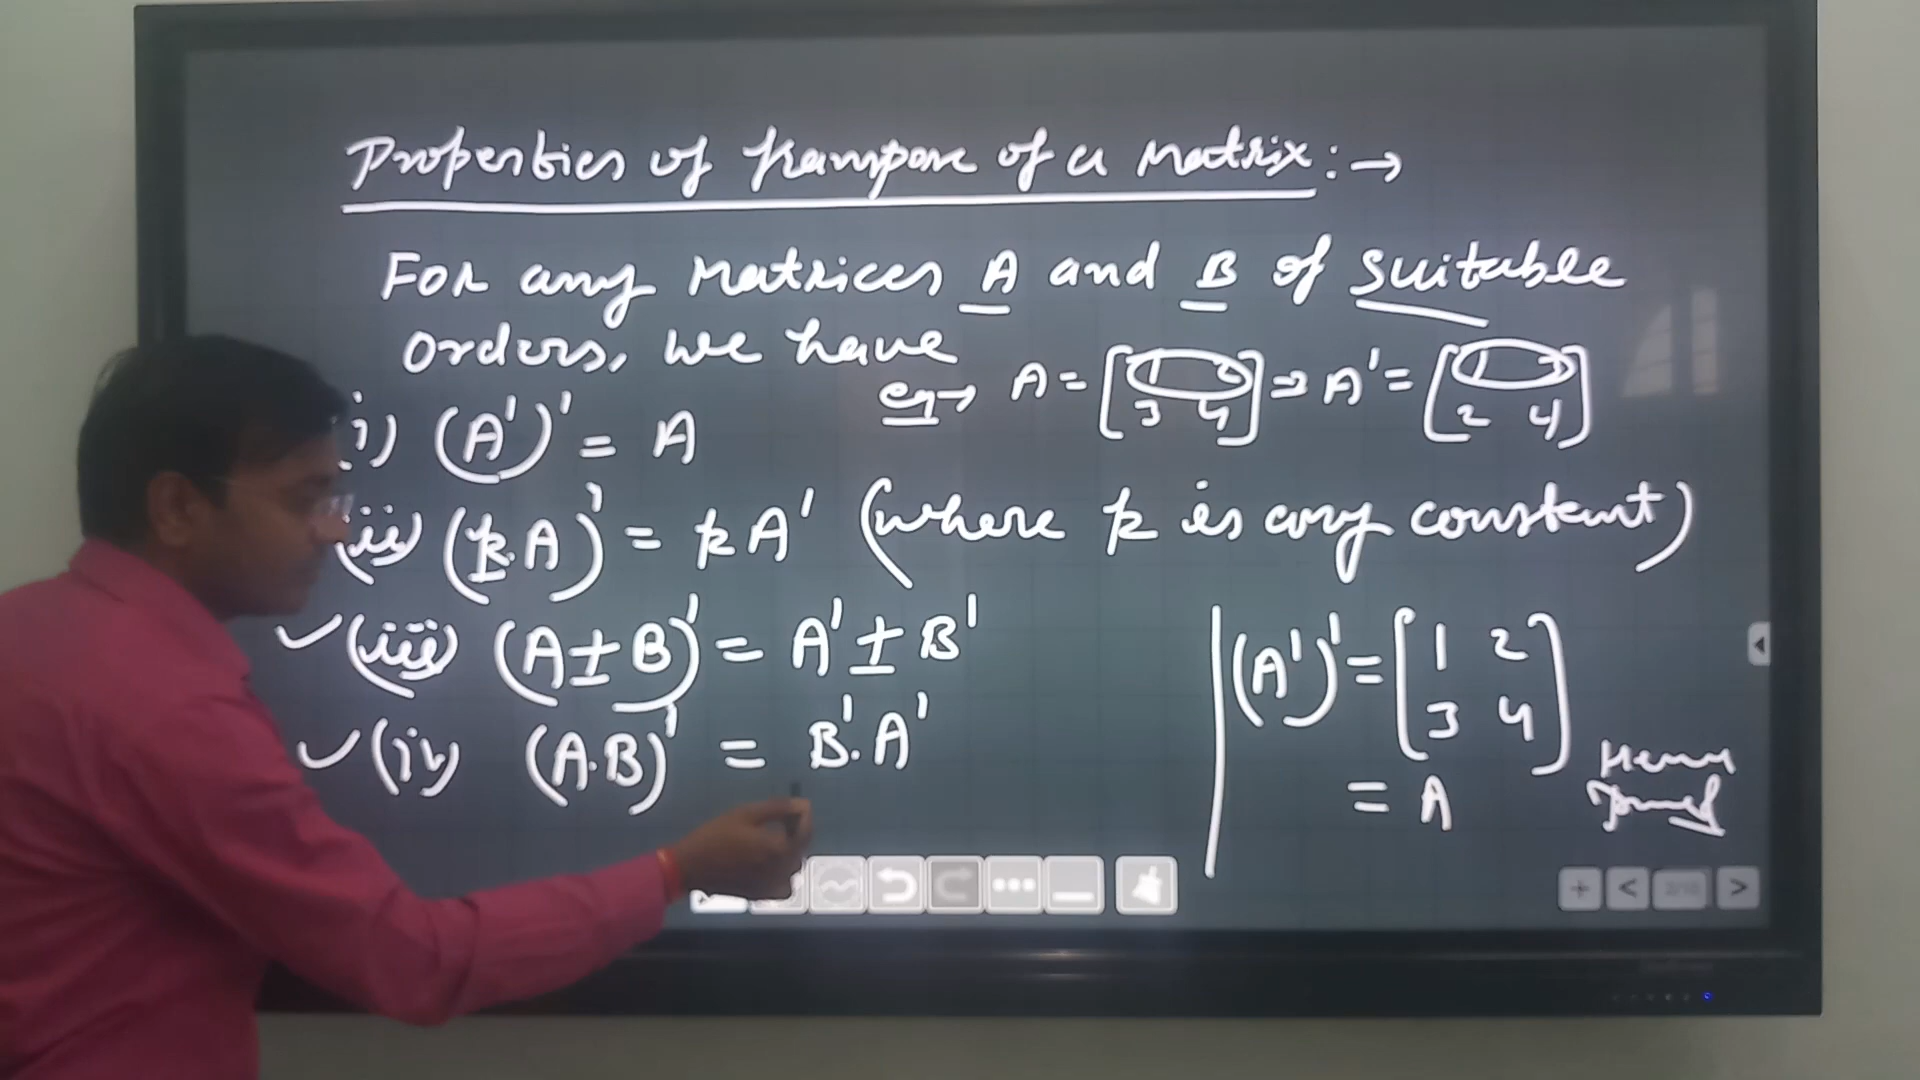 Properties of transpose of a Matrix :→
For any Matrices A and B of suitable
orders, we have
eg→ A = [1 2 3 4] ⇒ A' = [1 3 2 4]
(i) (A')' = A
(ii) (k.A)' = kA' (where k is any constant)
✓(iii) (A±B)' = A' ± B'
✓(iv) (A.B)' = B'.A'
(A')' = [1 2
3 4]
= A
Hence
proved